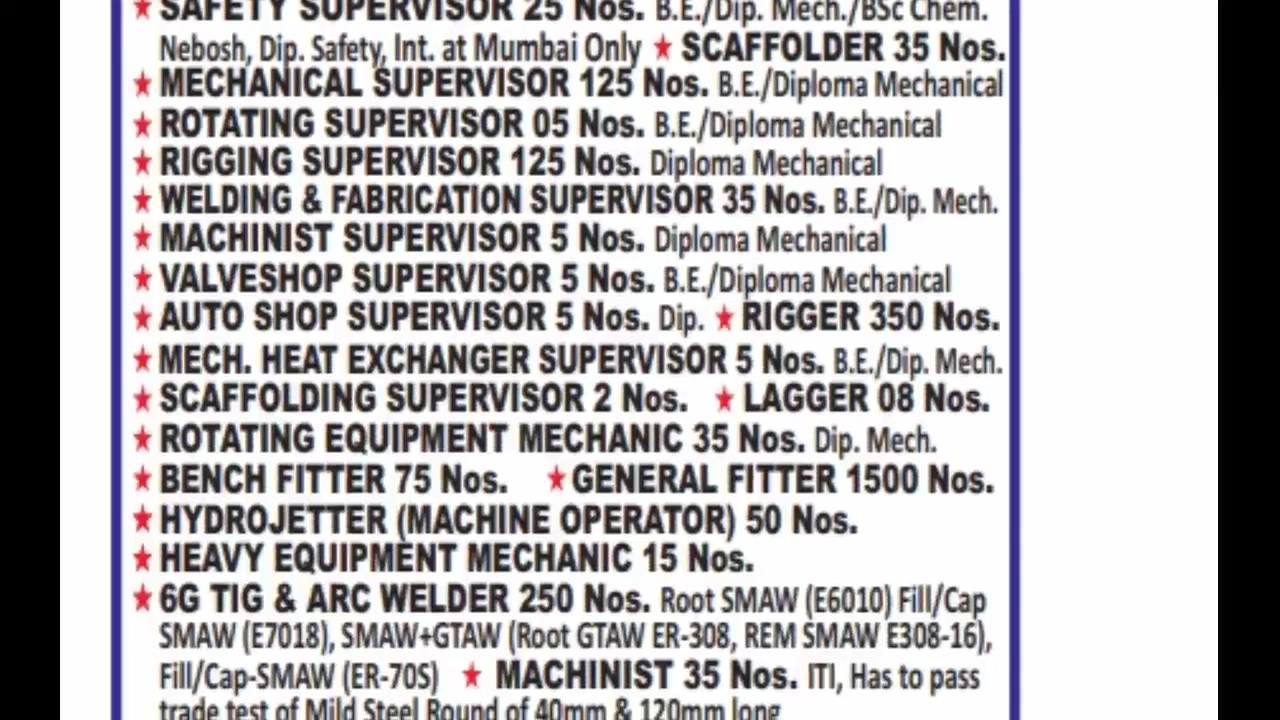 ★ SAFETY SUPERVISOR 25 Nos. B.E./Dip. Mech./BSc Chem.
Nebosh, Dip. Safety, Int. at Mumbai Only ★ SCAFFOLDER 35 Nos.
★ MECHANICAL SUPERVISOR 125 Nos. B.E./Diploma Mechanical
★ ROTATING SUPERVISOR 05 Nos. B.E./Diploma Mechanical
★ RIGGING SUPERVISOR 125 Nos. Diploma Mechanical
★ WELDING & FABRICATION SUPERVISOR 35 Nos. B.E./Dip. Mech.
★ MACHINIST SUPERVISOR 5 Nos. Diploma Mechanical
★ VALVESHOP SUPERVISOR 5 Nos. B.E./Diploma Mechanical
★ AUTO SHOP SUPERVISOR 5 Nos. Dip. ★ RIGGER 350 Nos.
★ MECH. HEAT EXCHANGER SUPERVISOR 5 Nos. B.E./Dip. Mech.
★ SCAFFOLDING SUPERVISOR 2 Nos. ★ LAGGER 08 Nos.
★ ROTATING EQUIPMENT MECHANIC 35 Nos. Dip. Mech.
★ BENCH FITTER 75 Nos. ★ GENERAL FITTER 1500 Nos.
★ HYDROJETTER (MACHINE OPERATOR) 50 Nos.
★ HEAVY EQUIPMENT MECHANIC 15 Nos.
★ 6G TIG & ARC WELDER 250 Nos. Root SMAW (E6010) Fill/Cap
SMAW (E7018), SMAW+GTAW (Root GTAW ER-308, REM SMAW E308-16),
Fill/Cap-SMAW (ER-70S) ★ MACHINIST 35 Nos. ITI, Has to pass
trade test of Mild Steel Round of 40mm & 120mm long